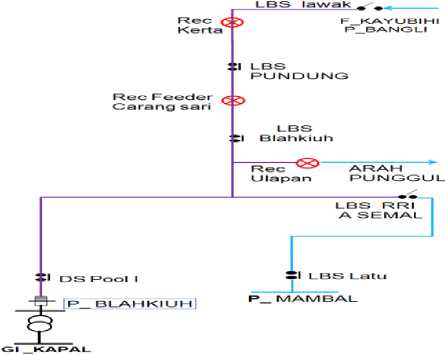 LBS lawak
Rec
Kerta
F_KAYUBIHI
P_BANGLI
LBS
PUNDUNG
Rec Feeder
Carang sari
LBS
Blahkiuh
Rec
Ulapan
ARAH
PUNGGUL
LBS RRI
A SEMAL
DS Pool I
LBS Latu
P_ BLAHKIUH
P_ MAMBAL
GI_KAPAL